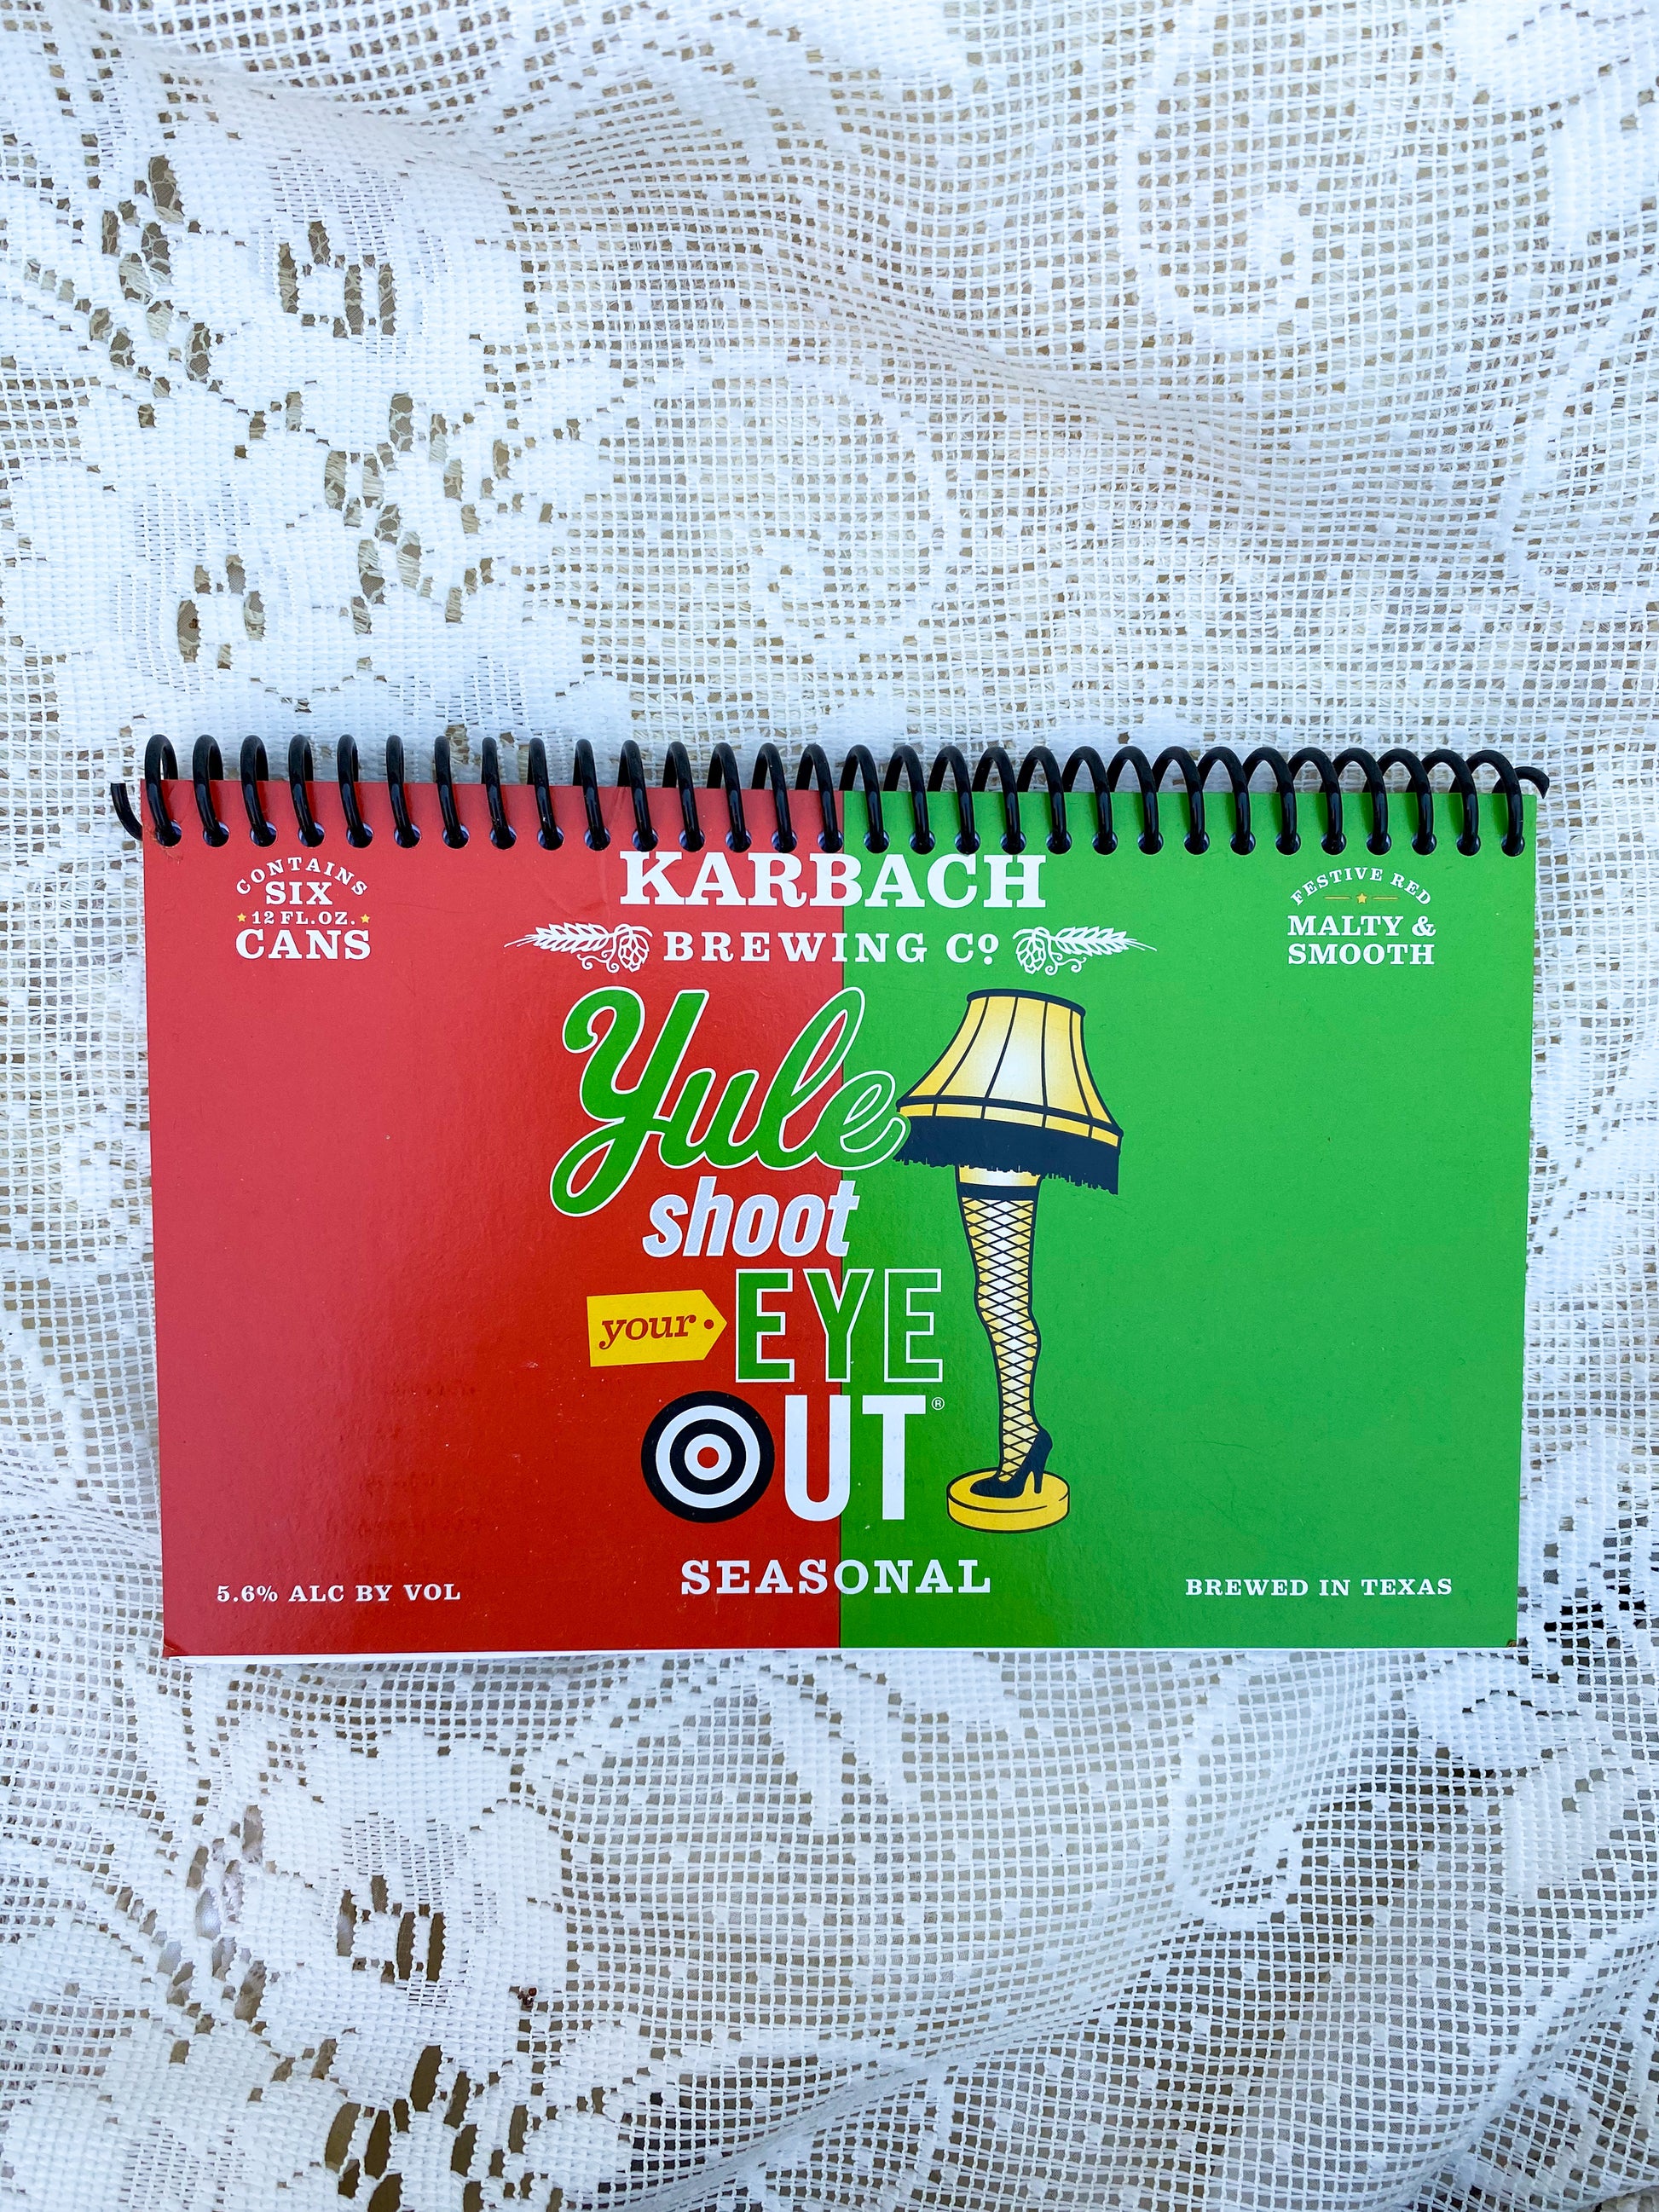 CONTAINS
SIX
12 FL.OZ.
CANS
KARBACH
BREWING Cº
FESTIVE RED
MALTY &
SMOOTH
Yule
shoot
your EYE
OUT®
SEASONAL
5.6% ALC BY VOL
BREWED IN TEXAS